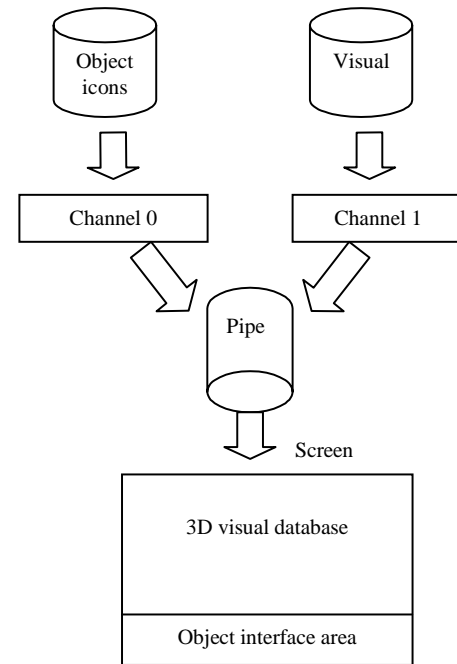 Object
icons
Visual
Channel 0
Channel 1
Pipe
Screen
3D visual database
Object interface area